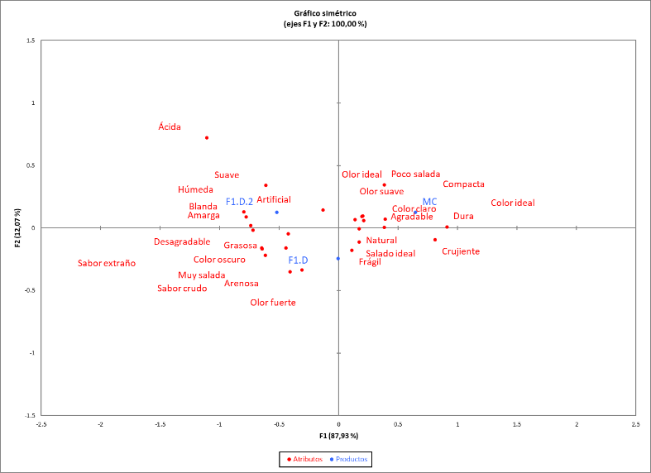 Gráfico simétrico
(ejes F1 y F2: 100,00 %)
1.5
1
0.5
0
-0.5
-1
-1.5
F2 (12,07 %)
Ácida
Suave
Olor ideal
Poco salada
Húmeda
Olor suave
Compacta
F1.D.2
Artificial
MC
Color ideal
Blanda
Color claro
Amarga
Agradable
Dura
Desagradable
Grasosa
Natural
Sabor extraño
Color oscuro
F1.D
Salado ideal
Crujiente
Frágil
Muy salada
Sabor crudo
Arenosa
Olor fuerte
-2.5
-2
-1.5
-1
-0.5
0
0.5
1
1.5
2
2.5
F1 (87,93 %)
Atributos
Productos